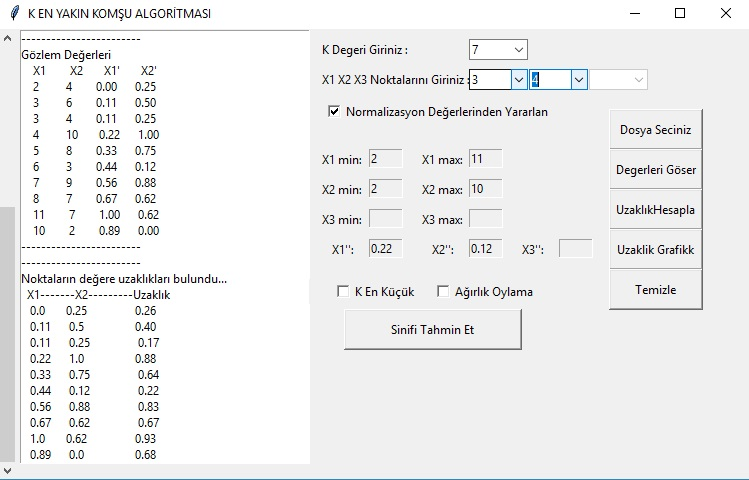 K EN YAKIN KOMŞU ALGORİTMASI
------------------------
Gözlem Değerleri
X1 X2 X1' X2'
2 4 0.00 0.25
3 6 0.11 0.50
3 4 0.11 0.25
4 10 0.22 1.00
5 8 0.33 0.75
6 3 0.44 0.12
7 9 0.56 0.88
8 7 0.67 0.62
11 7 1.00 0.62
10 2 0.89 0.00
------------------------
------------------------
Noktaların değere uzaklıkları bulundu...
X1-------X2---------Uzaklık
0.0 0.25 0.26
0.11 0.5 0.40
0.11 0.25 0.17
0.22 1.0 0.88
0.33 0.75 0.64
0.44 0.12 0.22
0.56 0.88 0.83
0.67 0.62 0.67
1.0 0.62 0.93
0.89 0.0 0.68
K Degeri Giriniz : 7
X1 X2 X3 Noktalarını Giriniz : 3 4
Normalizasyon Değerlerinden Yararlan
X1 min: 2 X1 max: 11
X2 min: 2 X2 max: 10
X3 min: X3 max:
X1'': 0.22 X2'': 0.12 X3'':
K En Küçük Ağırlık Oylama
Sinifi Tahmin Et
Dosya Seciniz
Degerleri Göser
UzaklıkHesapla
Uzaklik Grafikk
Temizle